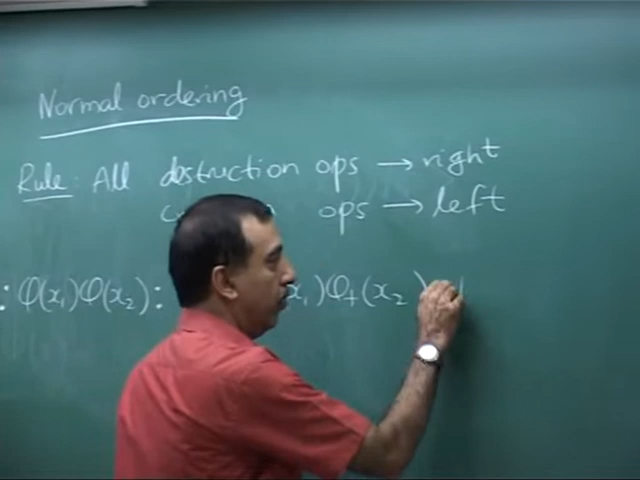 Normal ordering
Rule: All destruction ops → right
ops → left
: φ(x₁)φ(x₂) : x₁)φ₊(x₂)